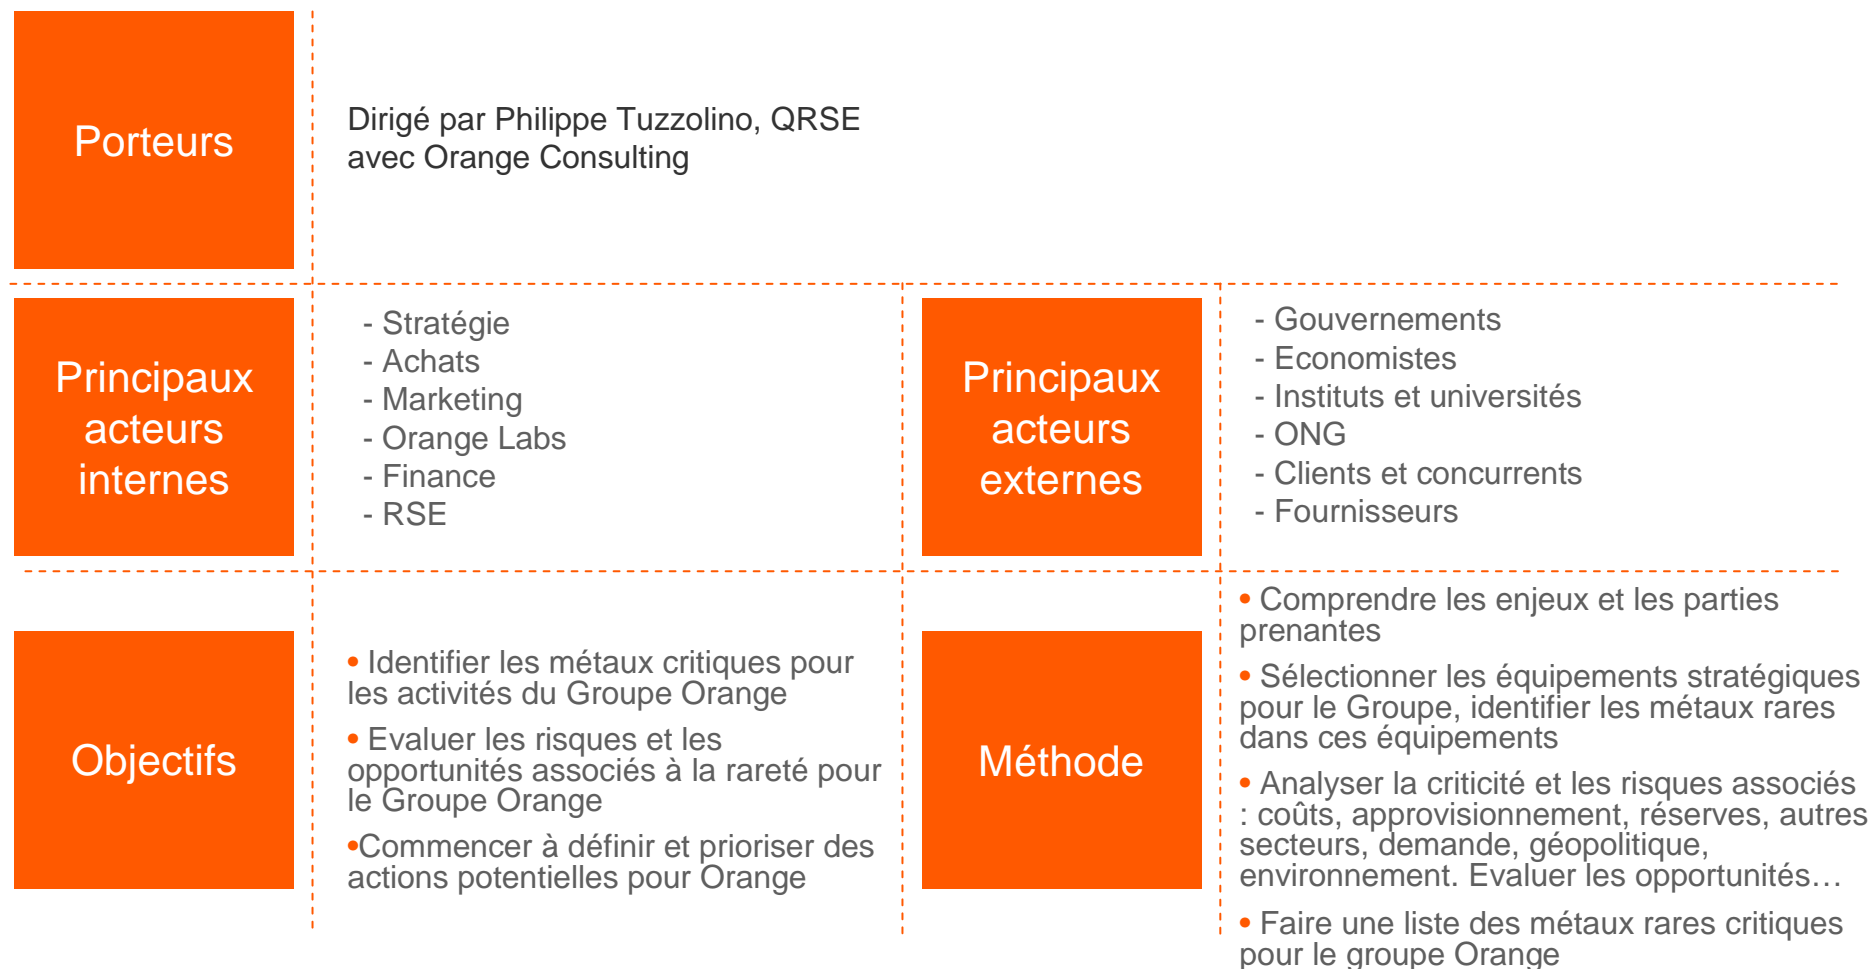 Porteurs
Dirigé par Philippe Tuzzolino, QRSE
avec Orange Consulting
Principaux
acteurs
internes
- Stratégie
- Achats
- Marketing
- Orange Labs
- Finance
- RSE
Principaux
acteurs
externes
- Gouvernements
- Economistes
- Instituts et universités
- ONG
- Clients et concurrents
- Fournisseurs
Objectifs
• Identifier les métaux critiques pour
les activités du Groupe Orange
• Evaluer les risques et les
opportunités associés à la rareté pour
le Groupe Orange
•Commencer à définir et prioriser des
actions potentielles pour Orange
Méthode
• Comprendre les enjeux et les parties
prenantes
• Sélectionner les équipements stratégiques
pour le Groupe, identifier les métaux rares
dans ces équipements
• Analyser la criticité et les risques associés
: coûts, approvisionnement, réserves, autres
secteurs, demande, géopolitique,
environnement. Evaluer les opportunités…
• Faire une liste des métaux rares critiques
pour le groupe Orange